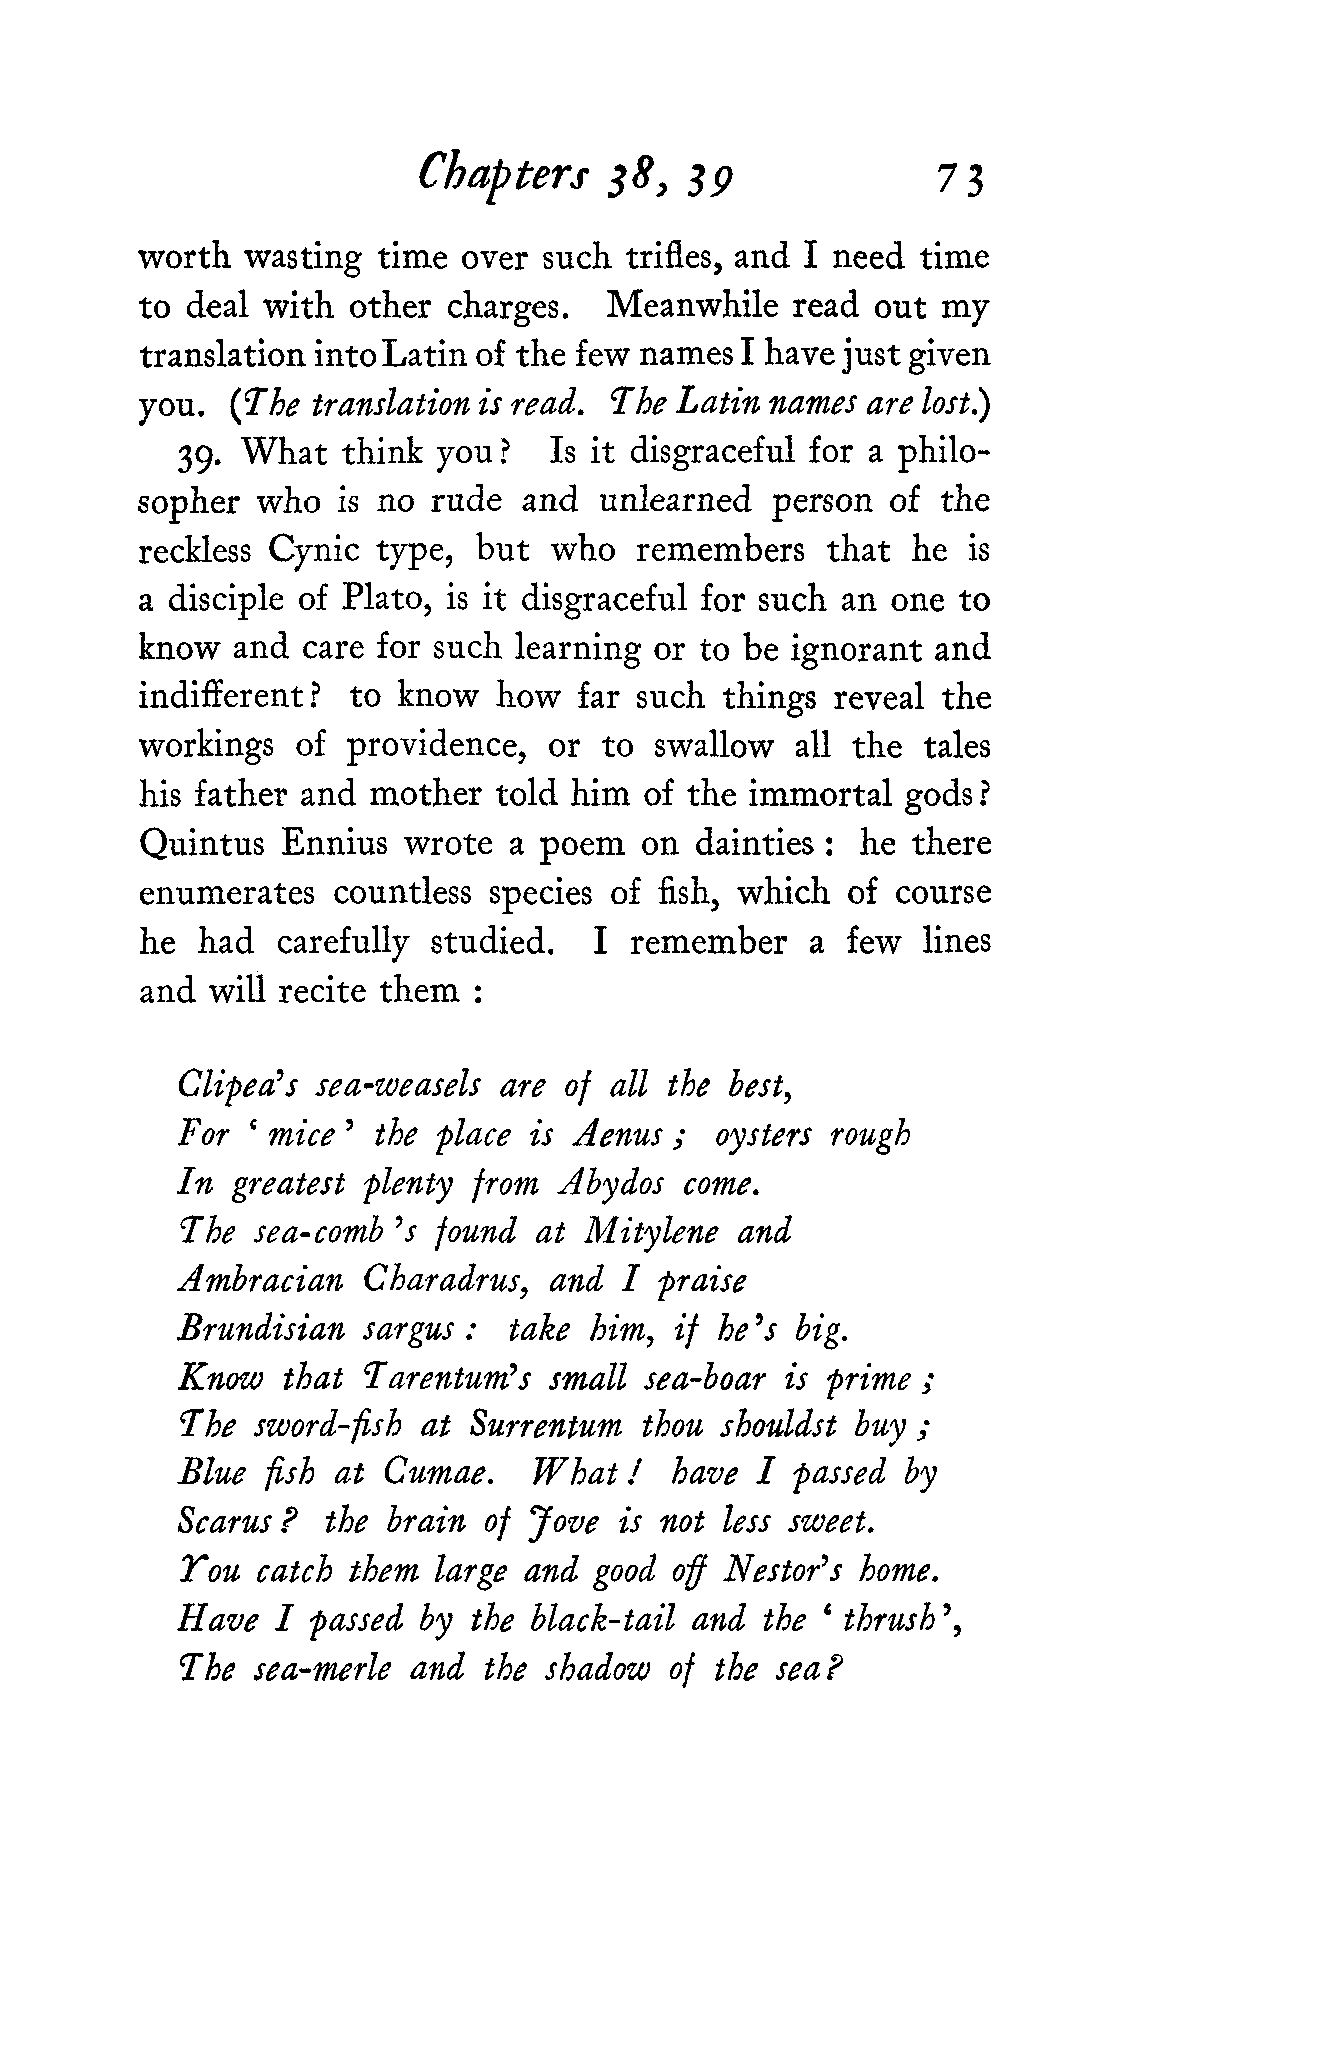 Chapters 38, 39 73
worth wasting time over such trifles, and I need time
to deal with other charges. Meanwhile read out my
translation into Latin of the few names I have just given
you. (The translation is read. The Latin names are lost.)
39. What think you? Is it disgraceful for a philo-
sopher who is no rude and unlearned person of the
reckless Cynic type, but who remembers that he is
a disciple of Plato, is it disgraceful for such an one to
know and care for such learning or to be ignorant and
indifferent? to know how far such things reveal the
workings of providence, or to swallow all the tales
his father and mother told him of the immortal gods?
Quintus Ennius wrote a poem on dainties : he there
enumerates countless species of fish, which of course
he had carefully studied. I remember a few lines
and will recite them :
Clipea's sea-weasels are of all the best,
For ‘ mice ’ the place is Aenus ; oysters rough
In greatest plenty from Abydos come.
The sea-comb 's found at Mitylene and
Ambracian Charadrus, and I praise
Brundisian sargus : take him, if he's big.
Know that Tarentum's small sea-boar is prime ;
The sword-fish at Surrentum thou shouldst buy ;
Blue fish at Cumae. What ! have I passed by
Scarus ? the brain of Jove is not less sweet.
You catch them large and good off Nestor's home.
Have I passed by the black-tail and the ‘ thrush’,
The sea-merle and the shadow of the sea?